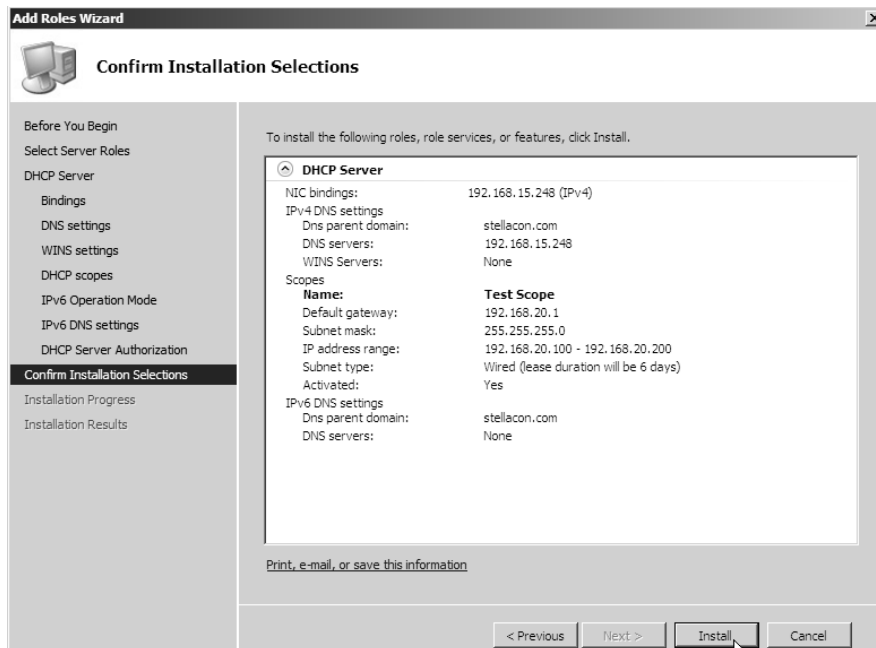 Add Roles Wizard
Confirm Installation Selections
Before You Begin
Select Server Roles
DHCP Server
Bindings
DNS settings
WINS settings
DHCP scopes
IPv6 Operation Mode
IPv6 DNS settings
DHCP Server Authorization
Confirm Installation Selections
Installation Progress
Installation Results
To install the following roles, role services, or features, click Install.
DHCP Server
NIC bindings: 192.168.15.248 (IPv4)
IPv4 DNS settings
Dns parent domain: stellacon.com
DNS servers: 192.168.15.248
WINS Servers: None
Scopes
Name: Test Scope
Default gateway: 192.168.20.1
Subnet mask: 255.255.255.0
IP address range: 192.168.20.100 - 192.168.20.200
Subnet type: Wired (lease duration will be 6 days)
Activated: Yes
IPv6 DNS settings
Dns parent domain: stellacon.com
DNS servers: None
Print, e-mail, or save this information
< Previous Next > Install Cancel